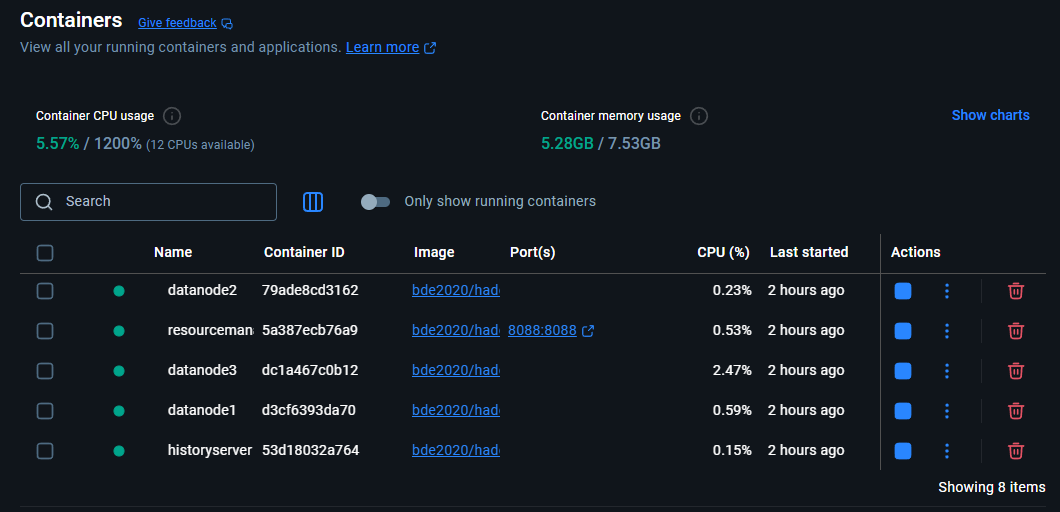 Containers Give feedback
View all your running containers and applications. Learn more
Container CPU usage Container memory usage Show charts
5.57% / 1200% (12 CPUs available) 5.28GB / 7.53GB
Search Only show running containers
Name Container ID Image Port(s) CPU (%) Last started Actions
datanode2 79ade8cd3162 bde2020/had 0.23% 2 hours ago
resourceman 5a387ecb76a9 bde2020/had 8088:8088 0.53% 2 hours ago
datanode3 dc1a467c0b12 bde2020/had 2.47% 2 hours ago
datanode1 d3cf6393da70 bde2020/had 0.59% 2 hours ago
historyserver 53d18032a764 bde2020/had 0.15% 2 hours ago
Showing 8 items